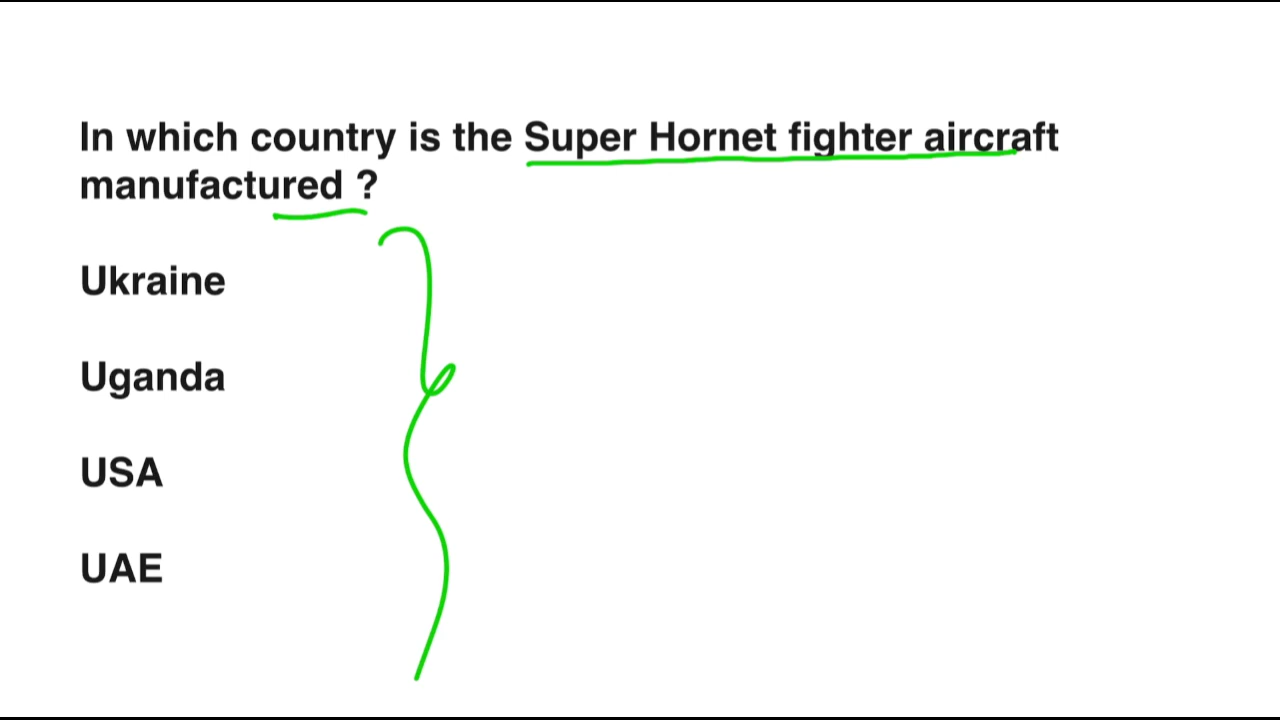 In which country is the Super Hornet fighter aircraft
manufactured ?
Ukraine
Uganda
USA
UAE